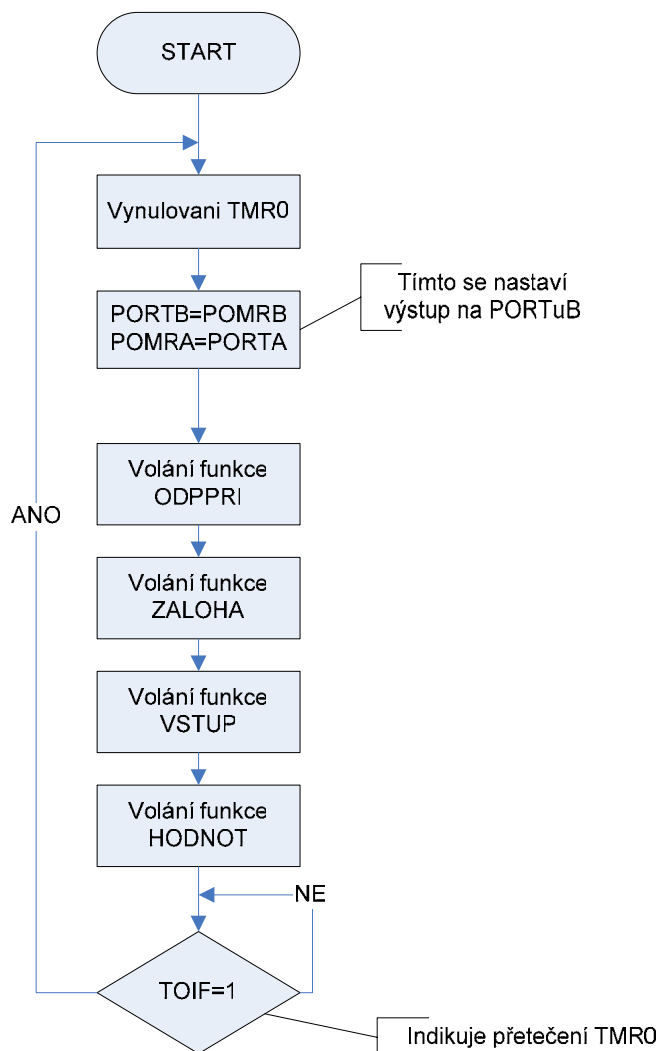 START
Vynulovani TMR0
PORTB=POMRB
POMRA=PORTA
Tímto se nastaví
výstup na PORTuB
Volání funkce
ODPPRI
ANO
Volání funkce
ZALOHA
Volání funkce
VSTUP
Volání funkce
HODNOT
NE
TOIF=1
Indikuje přetečení TMR0